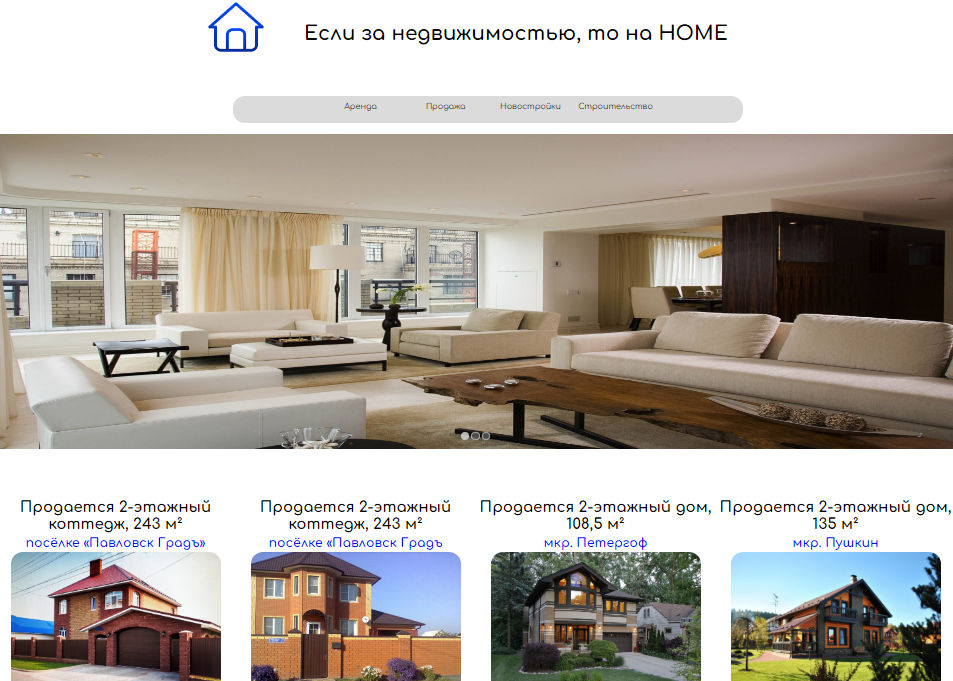 Если за недвижимостью, то на HOME
Аренда Продажа Новостройки Строительство
Продается 2-этажный
коттедж, 243 м²
посёлке «Павловск Градъ»
Продается 2-этажный
коттедж, 243 м²
посёлке «Павловск Градъ
Продается 2-этажный дом,
108,5 м²
мкр. Петергоф
Продается 2-этажный дом,
135 м²
мкр. Пушкин